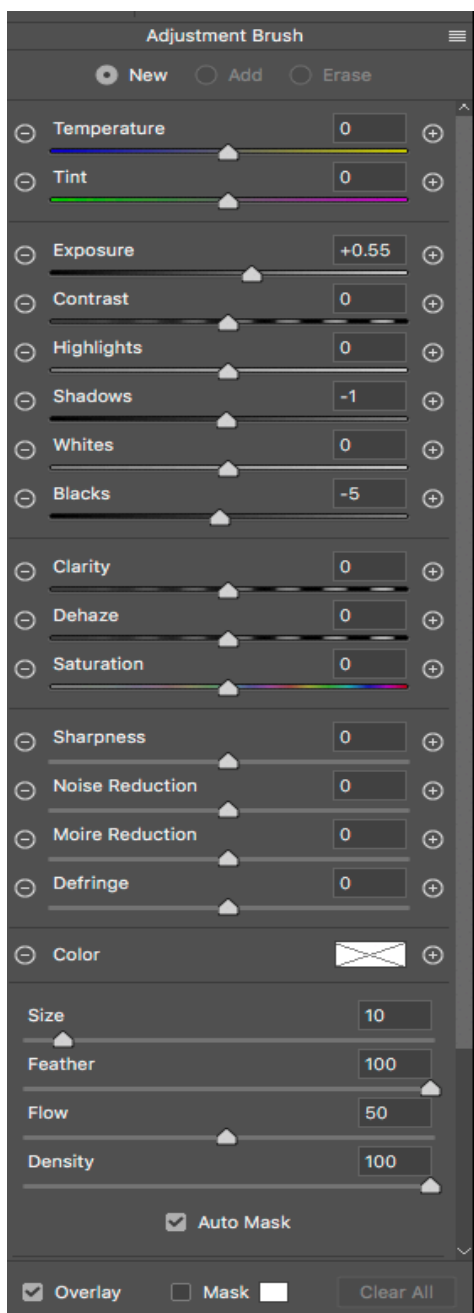 Adjustment Brush
New Add Erase
Temperature 0
Tint 0
Exposure +0.55
Contrast 0
Highlights 0
Shadows -1
Whites 0
Blacks -5
Clarity 0
Dehaze 0
Saturation 0
Sharpness 0
Noise Reduction 0
Moire Reduction 0
Defringe 0
Color
Size 10
Feather 100
Flow 50
Density 100
Auto Mask
Overlay Mask Clear All